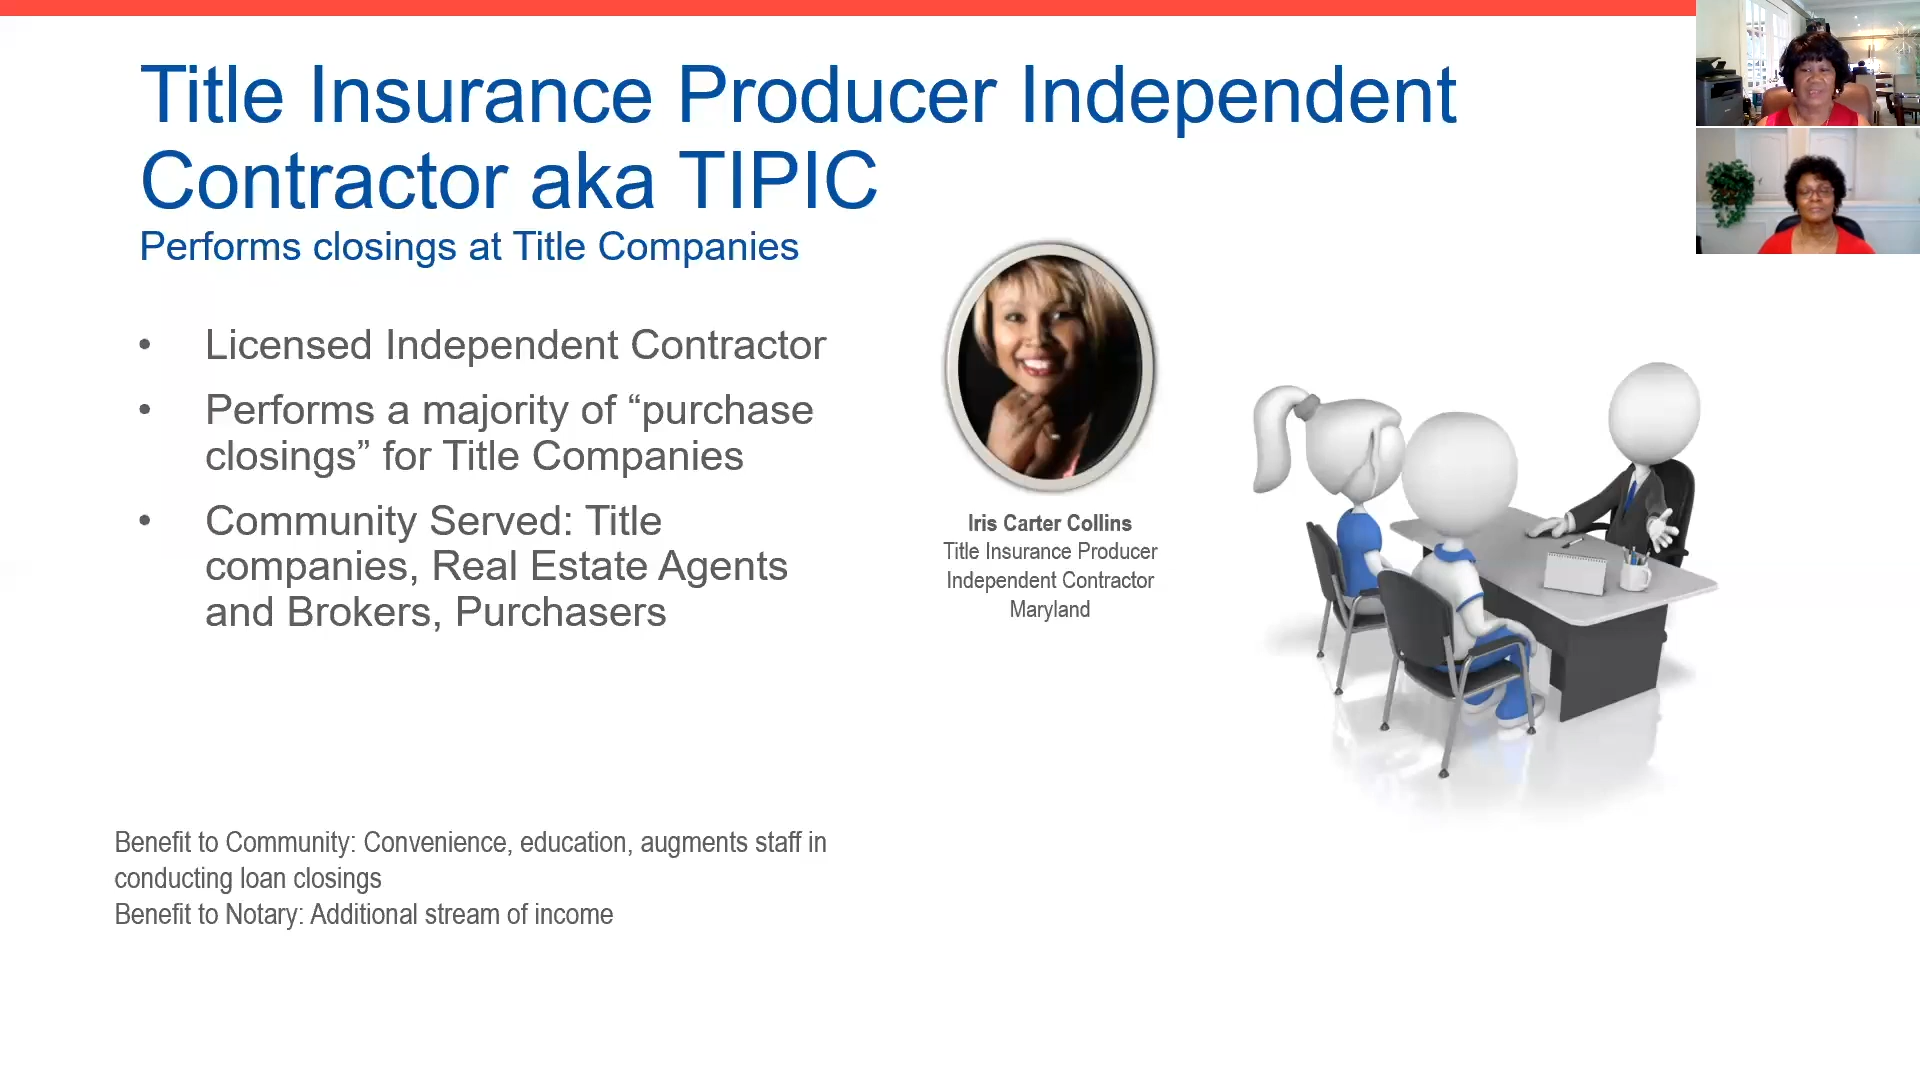 Title Insurance Producer Independent
Contractor aka TIPIC
Performs closings at Title Companies
• Licensed Independent Contractor
• Performs a majority of “purchase
closings” for Title Companies
• Community Served: Title
companies, Real Estate Agents
and Brokers, Purchasers
Iris Carter Collins
Title Insurance Producer
Independent Contractor
Maryland
Benefit to Community: Convenience, education, augments staff in
conducting loan closings
Benefit to Notary: Additional stream of income